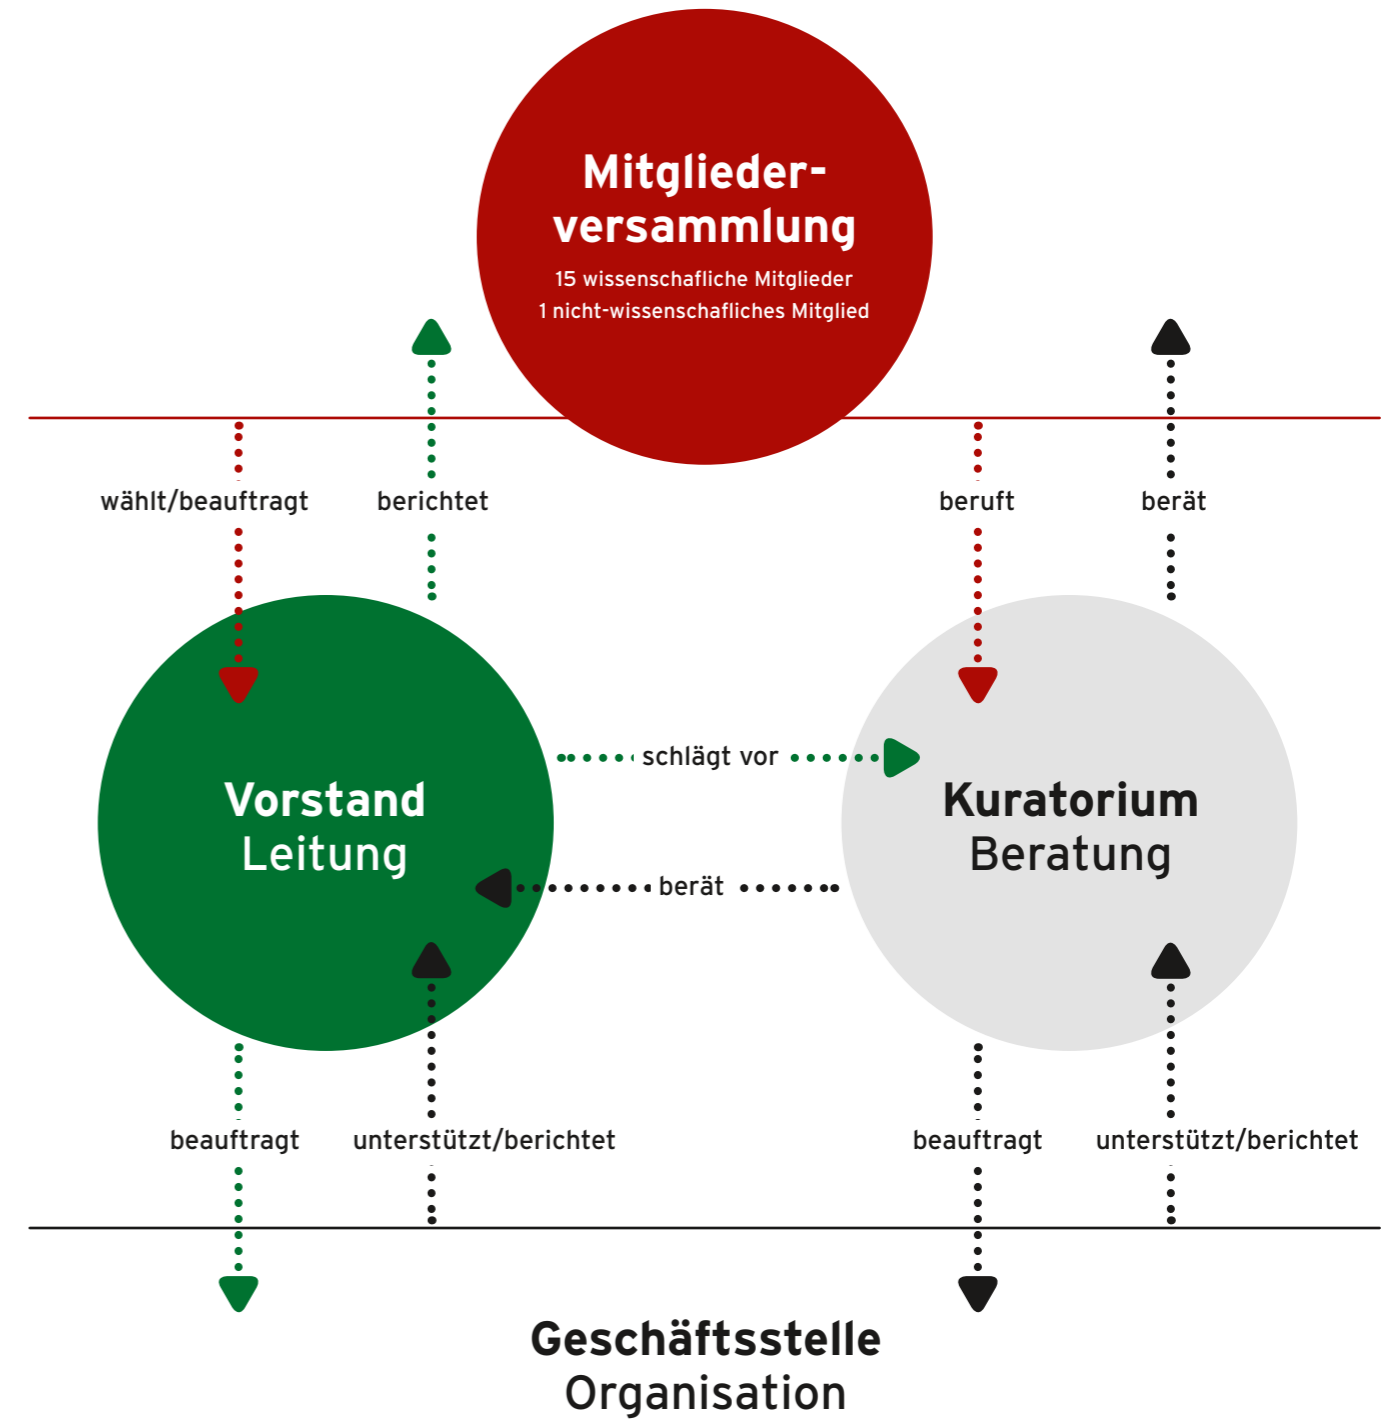 Mitglieder-
versammlung
15 wissenschafliche Mitglieder
1 nicht-wissenschafliches Mitglied
wählt/beauftragt
berichtet
beruft
berät
schlägt vor
Vorstand
Leitung
Kuratorium
Beratung
berät
beauftragt
unterstützt/berichtet
beauftragt
unterstützt/berichtet
Geschäftsstelle
Organisation